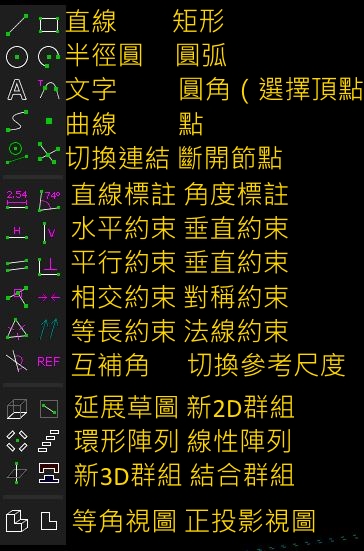 直線 矩形
半徑圓 圓弧
A T 文字 圓角（選擇頂點
曲線 點
切換連結 斷開節點
2.54 74° 直線標註 角度標註
H V 水平約束 垂直約束
平行約束 垂直約束
相交約束 對稱約束
等長約束 法線約束
REF 互補角 切換參考尺度
延展草圖 新2D群組
環形陣列 線性陣列
新3D群組 結合群組
等角視圖 正投影視圖